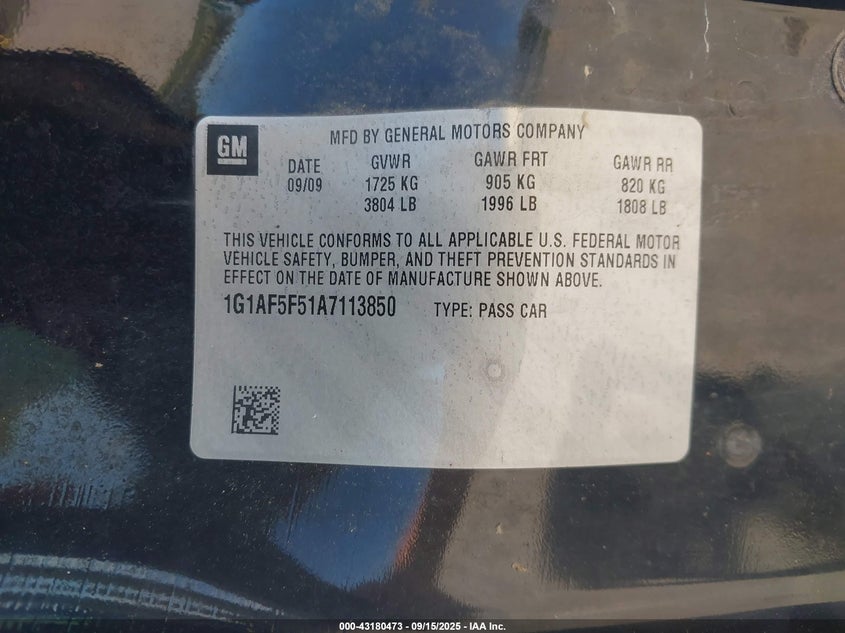 GM
MFD BY GENERAL MOTORS COMPANY
DATE GVWR GAWR FRT GAWR RR
09/09 1725 KG 905 KG 820 KG
3804 LB 1996 LB 1808 LB
THIS VEHICLE CONFORMS TO ALL APPLICABLE U.S. FEDERAL MOTOR
VEHICLE SAFETY, BUMPER, AND THEFT PREVENTION STANDARDS IN
EFFECT ON THE DATE OF MANUFACTURE SHOWN ABOVE.
1G1AF5F51A7113850 TYPE: PASS CAR
000-43180473 - 09/15/2025 - IAA Inc.